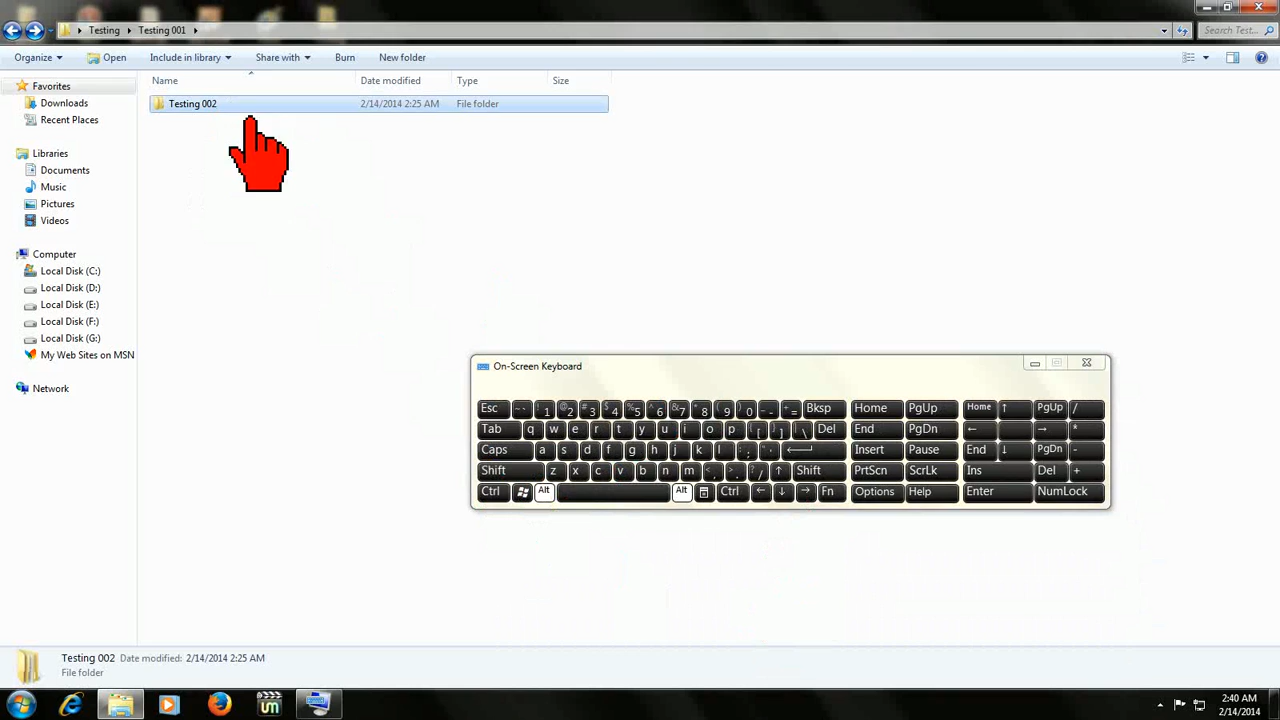 Testing Testing 001
Search Test...
Organize Open Include in library Share with Burn New folder
Name Date modified Type Size
Testing 002 2/14/2014 2:25 AM File folder
Favorites
Downloads
Recent Places
Libraries
Documents
Music
Pictures
Videos
Computer
Local Disk (C:)
Local Disk (D:)
Local Disk (E:)
Local Disk (F:)
Local Disk (G:)
My Web Sites on MSN
Network
On-Screen Keyboard
Esc ~ ` ! 1 @ 2 # 3 $ 4 % 5 ^ 6 & 7 * 8 ( 9 ) 0 _ - + = Bksp Home PgUp Home ↑ PgUp /
Tab q w e r t y u i o p { [ } ] | \ Del End PgDn ← → *
Caps a s d f g h j k l : ; " ' Insert Pause End ↓ PgDn -
Shift z x c v b n m < , > . ? / ↑ Shift PrtScn ScrLk Ins Del +
Ctrl Alt Alt Ctrl ← ↓ → Fn Options Help Enter NumLock
Testing 002 Date modified: 2/14/2014 2:25 AM
File folder
um
2:40 AM
2/14/2014